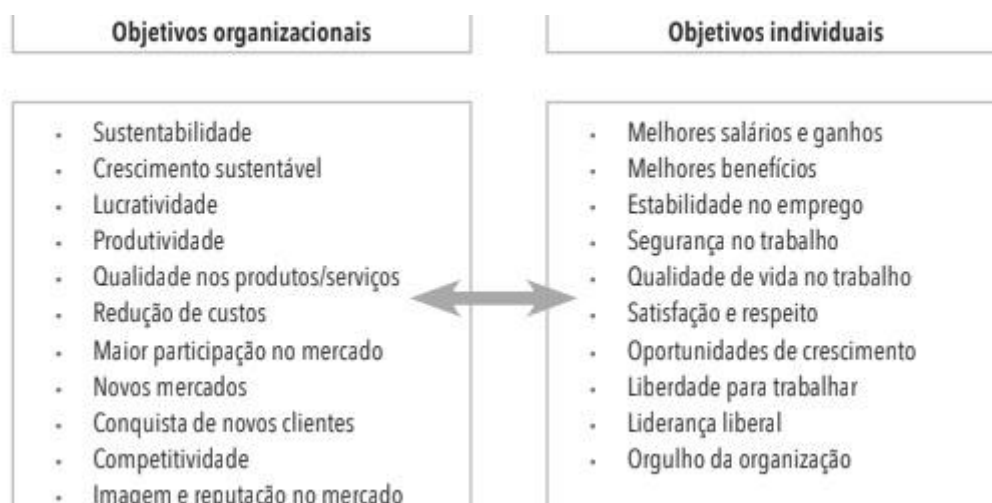 Objetivos organizacionais
Sustentabilidade
Crescimento sustentável
Lucratividade
Produtividade
Qualidade nos produtos/serviços
Redução de custos
Maior participação no mercado
Novos mercados
Conquista de novos clientes
Competitividade
Imagem e reputação no mercado
Objetivos individuais
Melhores salários e ganhos
Melhores benefícios
Estabilidade no emprego
Segurança no trabalho
Qualidade de vida no trabalho
Satisfação e respeito
Oportunidades de crescimento
Liberdade para trabalhar
Liderança liberal
Orgulho da organização